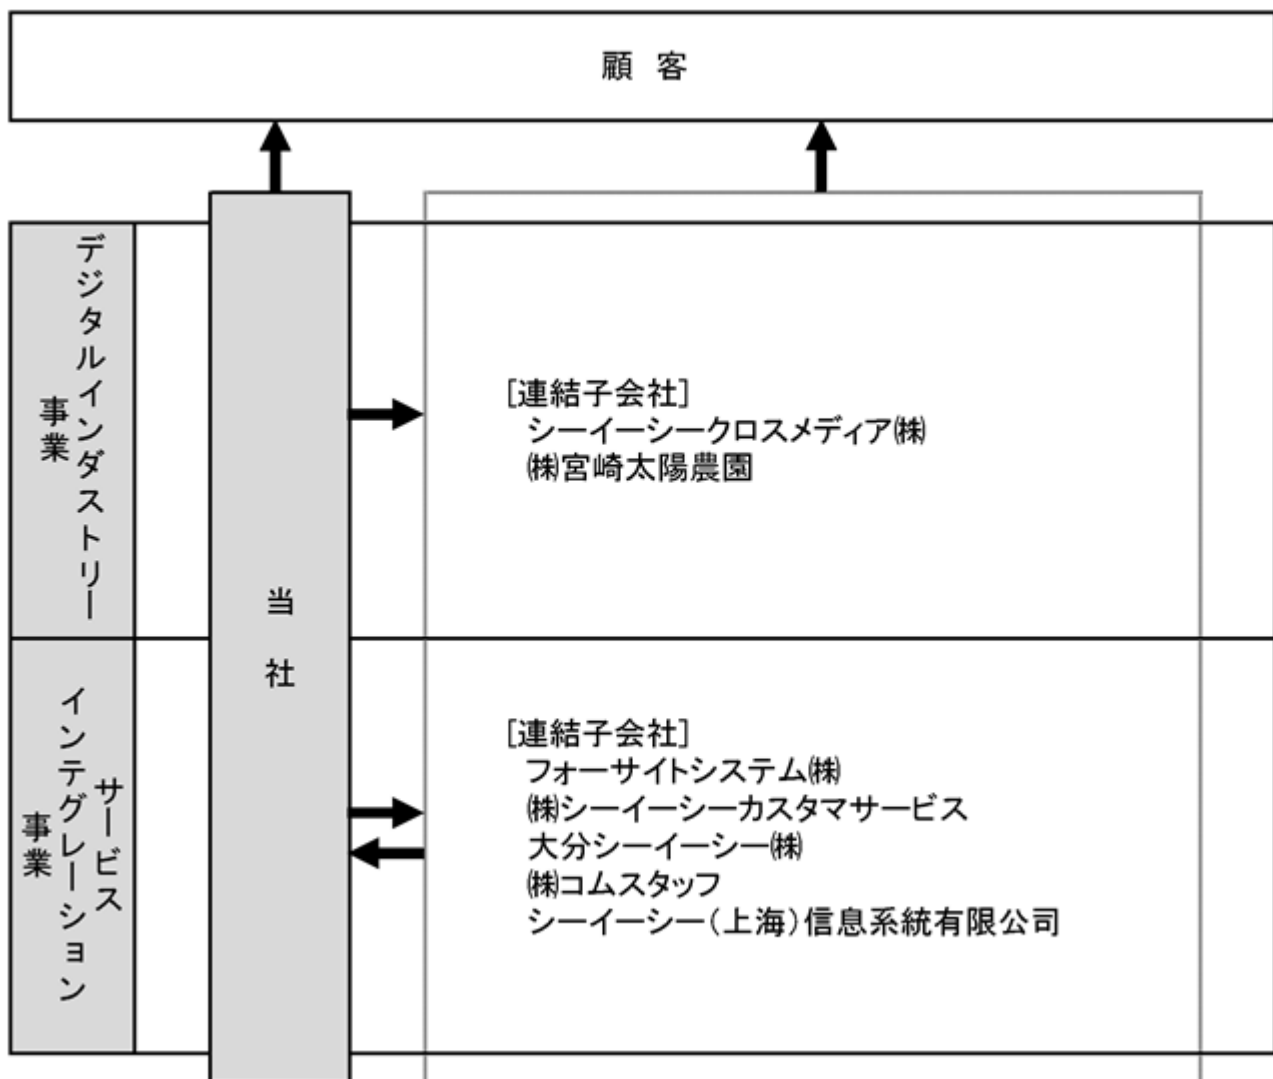 顧 客
デジタルインダストリー
事業
当社
[連結子会社]
シーイーシークロスメディア㈱
㈱宮崎太陽農園
サービス
インテグレーション
事業
[連結子会社]
フォーサイトシステム㈱
㈱シーイーシーカスタマサービス
大分シーイーシー㈱
㈱コムスタッフ
シーイーシー（上海）信息系統有限公司